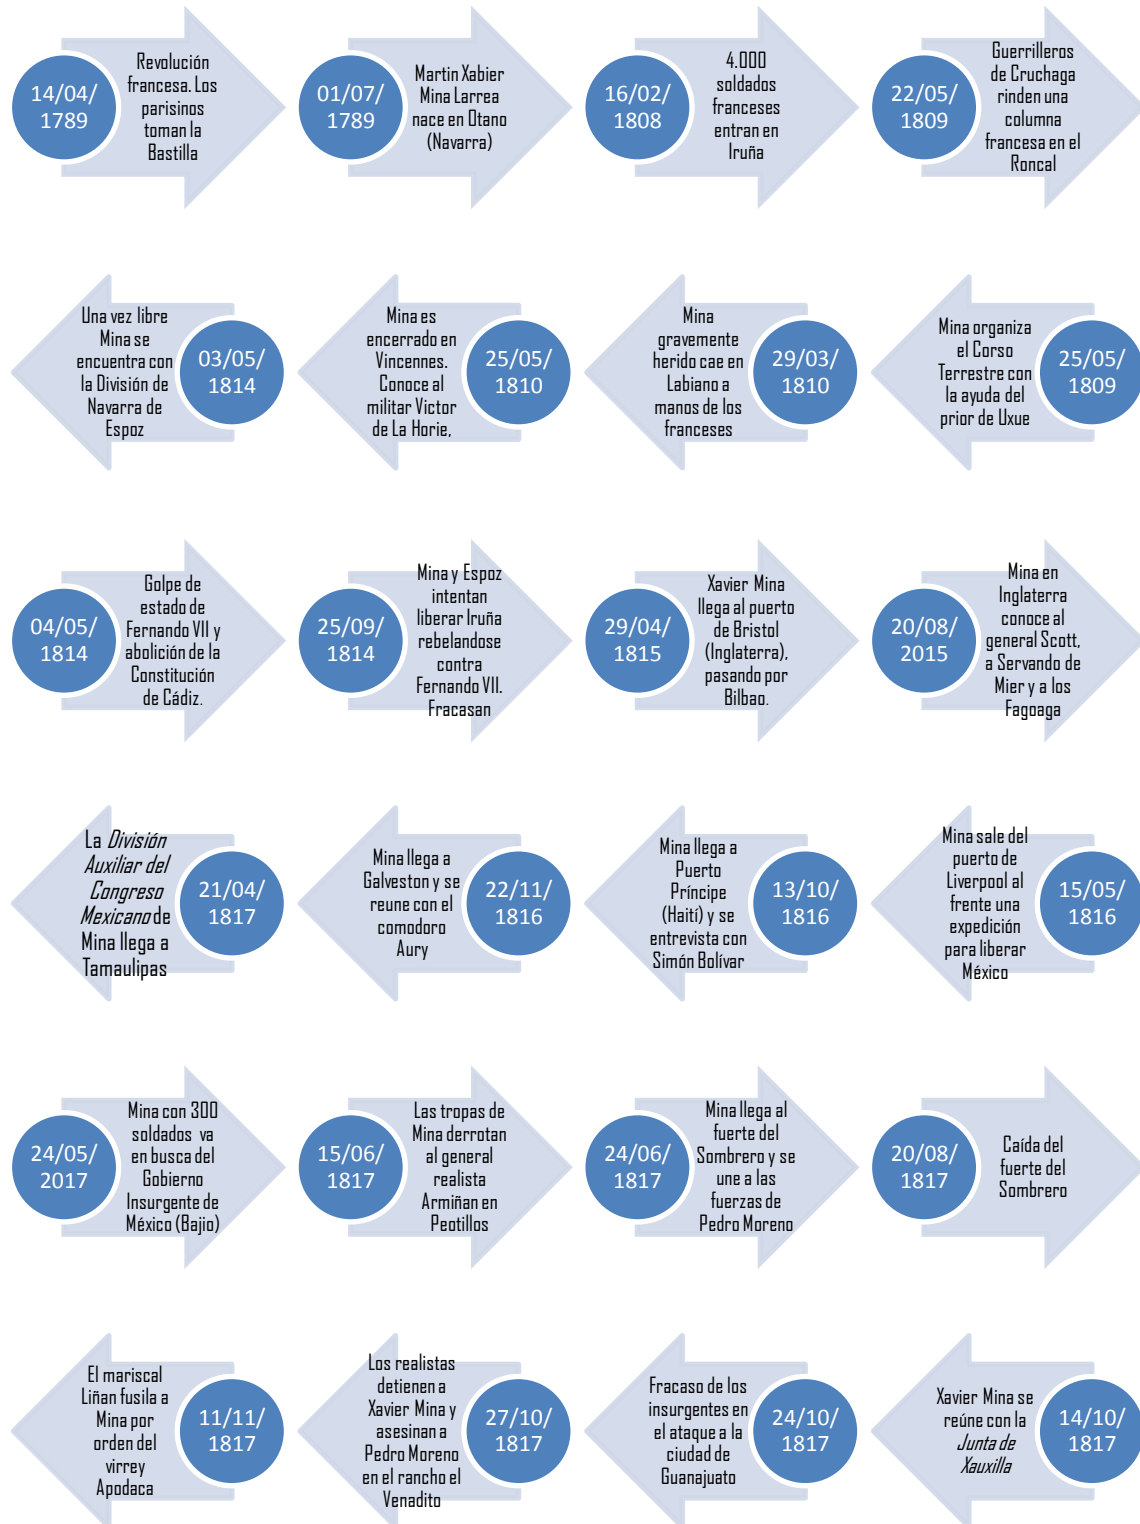 14/04/
1789
Revolución
francesa. Los
parisinos
toman la
Bastilla
01/07/
1789
Martin Xabier
Mina Larrea
nace en Otano
(Navarra)
16/02/
1808
4.000
soldados
franceses
entran en
Iruña
22/05/
1809
Guerrilleros
de Cruchaga
rinden una
columna
francesa en el
Roncal
25/05/
1809
Mina organiza
el Corso
Terrestre con
la ayuda del
prior de Uxue
29/03/
1810
Mina
gravemente
herido cae en
Labiano a
manos de los
franceses
25/05/
1810
Mina es
encerrado en
Vincennes.
Conoce al
militar Victor
de La Horie,
03/05/
1814
Una vez libre
Mina se
encuentra con
la División de
Navarra de
Espoz
04/05/
1814
Golpe de
estado de
Fernando VII y
abolición de la
Constitución
de Cádiz.
25/09/
1814
Mina y Espoz
intentan
liberar Iruña
rebelandose
contra
Fernando VII.
Fracasan
29/04/
1815
Xavier Mina
llega al puerto
de Bristol
(Inglaterra),
pasando por
Bilbao.
20/08/
2015
Mina en
Inglaterra
conoce al
general Scott,
a Servando de
Mier y a los
Fagoaga
15/05/
1816
Mina sale del
puerto de
Liverpool al
frente una
expedición
para liberar
México
13/10/
1816
Mina llega a
Puerto
Príncipe
(Haití) y se
entrevista con
Simón Bolívar
22/11/
1816
Mina llega a
Galveston y se
reune con el
comodoro
Aury
21/04/
1817
La División
Auxiliar del
Congreso
Mexicano de
Mina llega a
Tamaulipas
24/05/
2017
Mina con 300
soldados va
en busca del
Gobierno
Insurgente de
México (Bajio)
15/06/
1817
Las tropas de
Mina derrotan
al general
realista
Armiñan en
Peotillos
24/06/
1817
Mina llega al
fuerte del
Sombrero y se
une a las
fuerzas de
Pedro Moreno
20/08/
1817
Caída del
fuerte del
Sombrero
14/10/
1817
Xavier Mina se
reúne con la
Junta de
Xauxilla
24/10/
1817
Fracaso de los
insurgentes en
el ataque a la
ciudad de
Guanajuato
27/10/
1817
Los realistas
detienen a
Xavier Mina y
asesinan a
Pedro Moreno
en el rancho el
Venadito
11/11/
1817
El mariscal
Liñan fusila a
Mina por
orden del
virrey
Apodaca